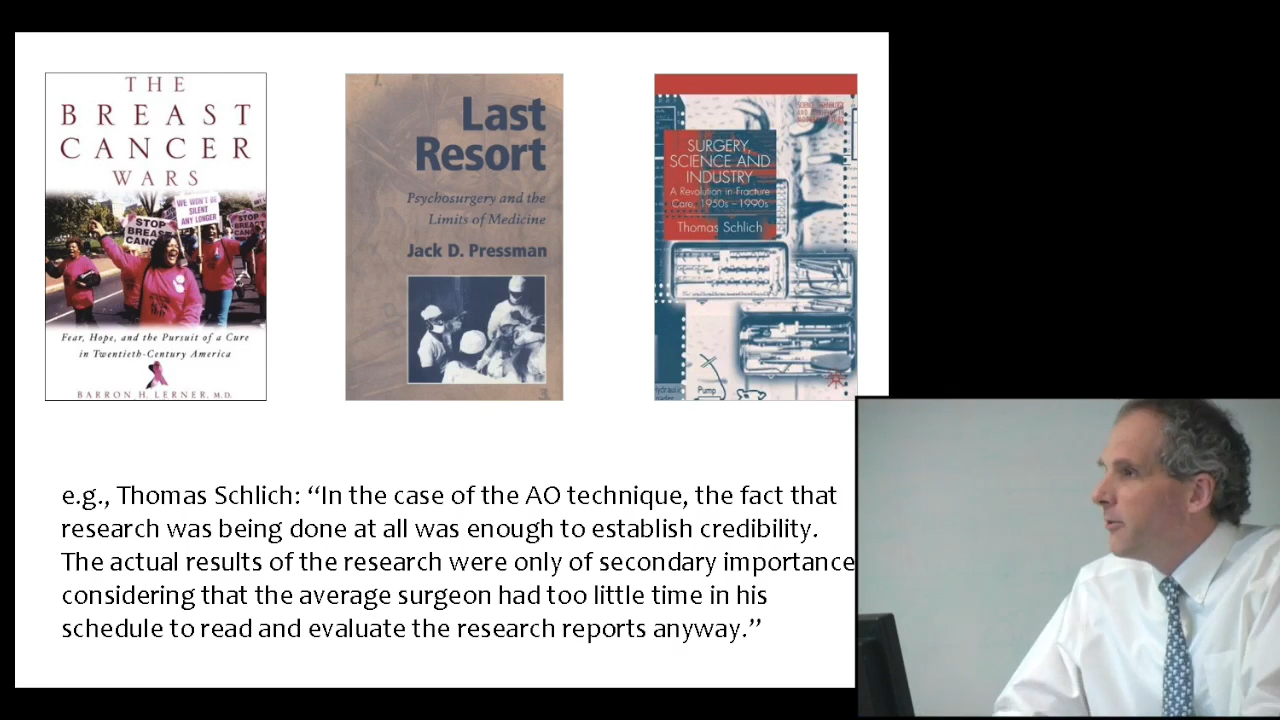 THE
BREAST
CANCER
WARS
WE WON'T BE
SILENT
ANY LONGER
STOP
BREAST
CANCER
STOP
Fear, Hope, and the Pursuit of a Cure
in Twentieth-Century America
BARRON H. LERNER, M.D.
Last
Resort
Psychosurgery and the
Limits of Medicine
Jack D. Pressman
SURGERY,
SCIENCE AND
INDUSTRY
A Revolution in Fracture
Care, 1950s –1990s
Thomas Schlich
Pump
e.g., Thomas Schlich: “In the case of the AO technique, the fact that
research was being done at all was enough to establish credibility.
The actual results of the research were only of secondary importance
considering that the average surgeon had too little time in his
schedule to read and evaluate the research reports anyway.”